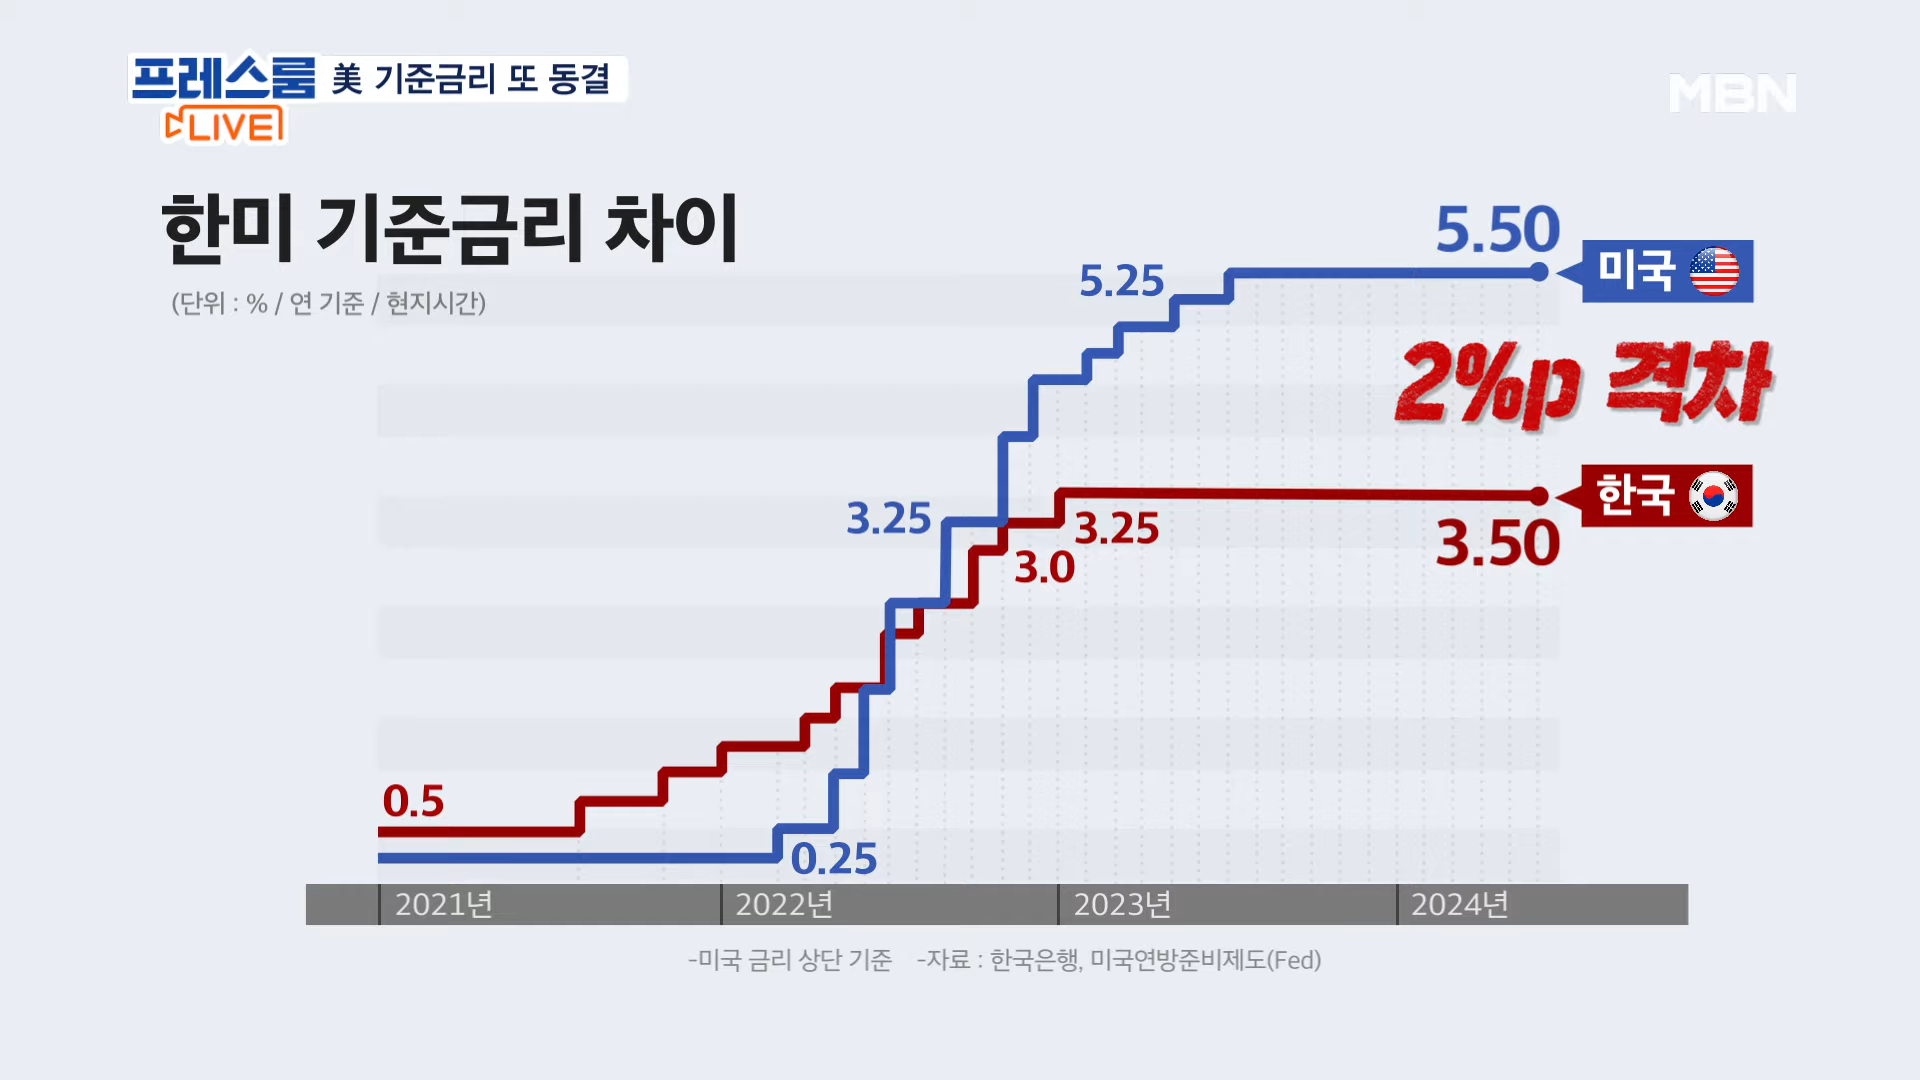 프레스룸 美 기준금리 또 동결
LIVE
MBN
한미 기준금리 차이
(단위 : % / 연 기준 / 현지시간)
5.50
미국
5.25
2%p 격차
3.25
한국
3.25
3.50
3.0
0.5
0.25
2021년 2022년 2023년 2024년
-미국 금리 상단 기준 -자료 : 한국은행, 미국연방준비제도(Fed)